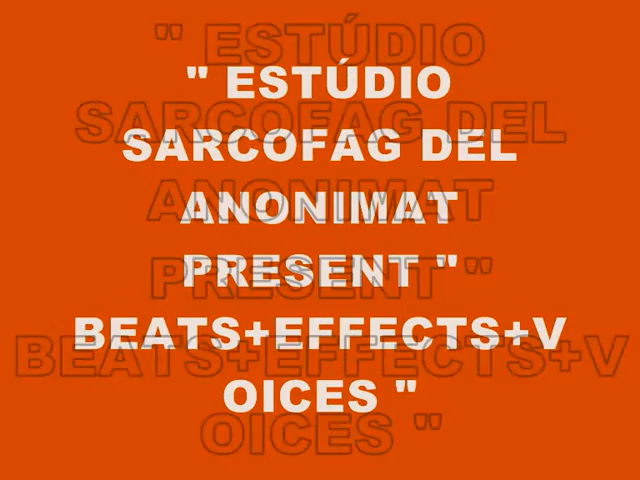 " ESTÚDIO
SARCOFAG DEL
ANONIMAT
PRESENT "
BEATS+EFFECTS+V
OICES "